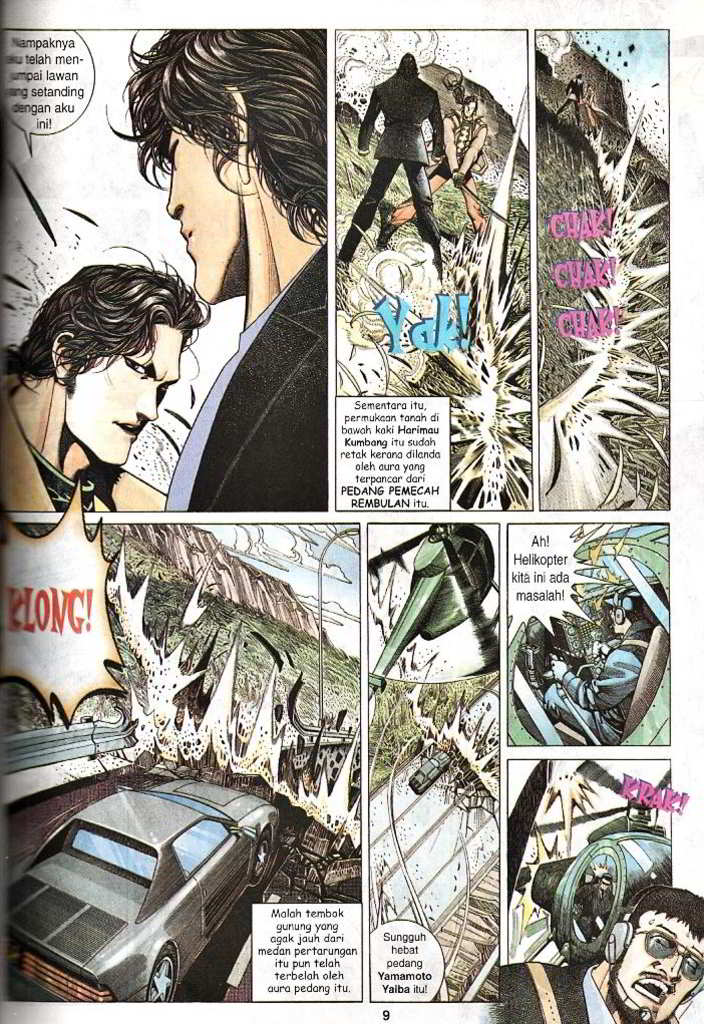 Nampaknya
aku telah men-
jumpai lawan
yang setanding
dengan aku
ini!
Yak!
CHAK!
CHAK!
CHAK!
Sementara itu,
permukaan tanah di
bawah kaki Harimau
Kumbang itu sudah
retak kerana dilanda
oleh aura yang
terpancar dari
PEDANG PEMECAH
REMBULAN itu.
KLONG!
Malah tembok
gunung yang
agak jauh dari
medan pertarungan
itu pun telah
terbelah oleh
aura pedang itu.
Sungguh
hebat
pedang
Yamamoto
Yaiba itu!
Ah!
Helikopter
kita ini ada
masalah!
KRAK!
9